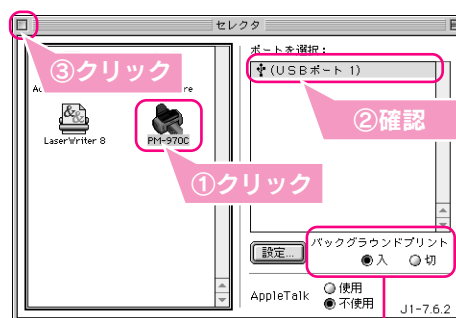 セレクタ
ポートを選択：
(USBポート 1)
③クリック
②確認
LaserWriter 8
PM-970C
①クリック
設定...
バックグラウンドプリント
入 切
AppleTalk
使用
不使用
J1-7.6.2